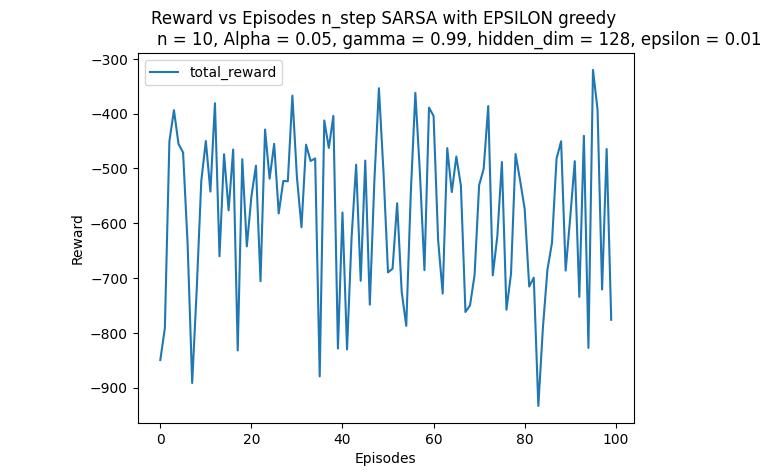 Reward vs Episodes n_step SARSA with EPSILON greedy
n = 10, Alpha = 0.05, gamma = 0.99, hidden_dim = 128, epsilon = 0.01
total_reward
−300
−400
−500
−600
−700
−800
−900
Reward
0 20 40 60 80 100
Episodes